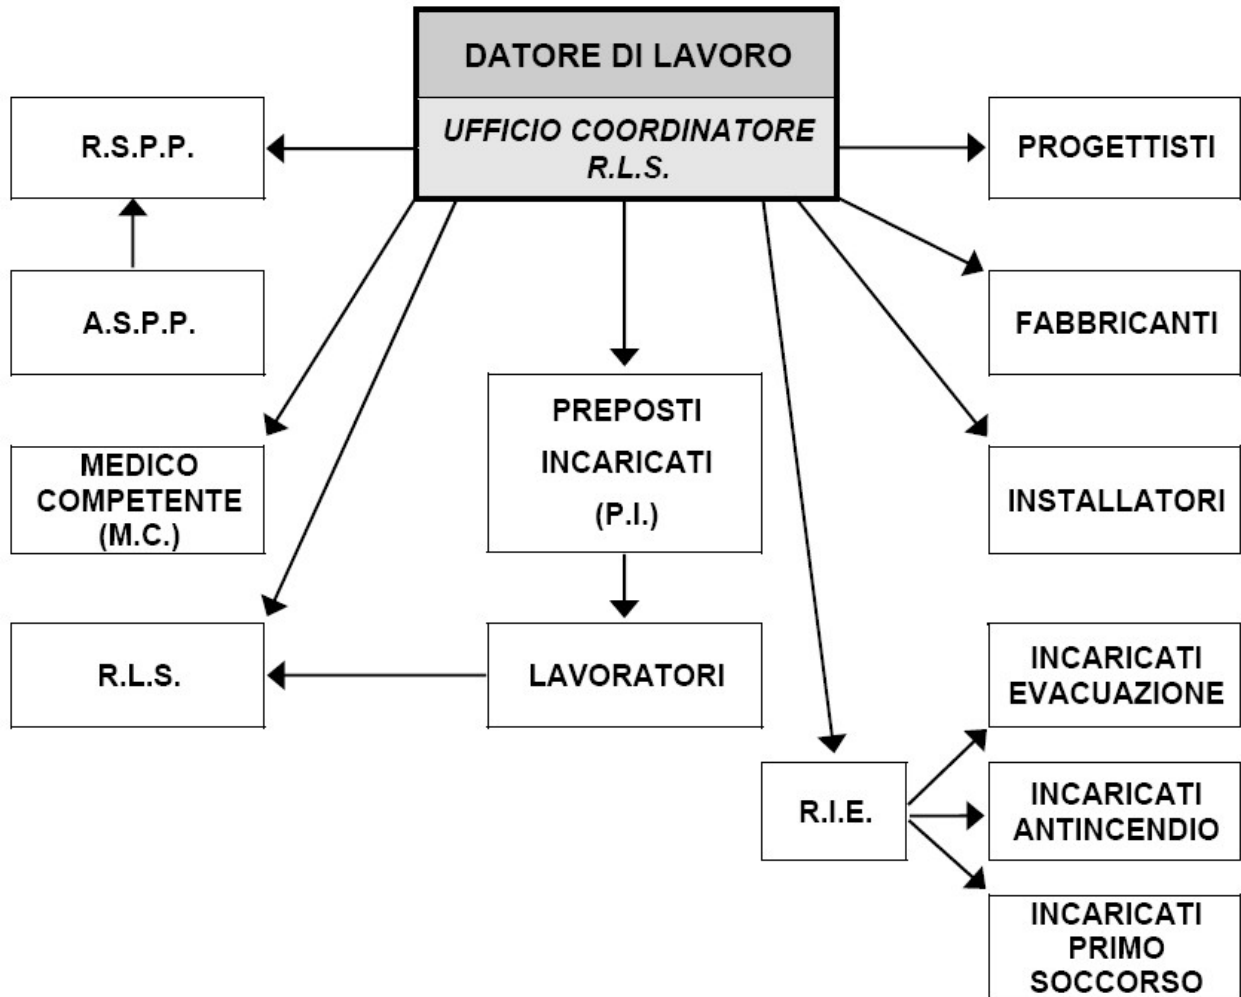 DATORE DI LAVORO
UFFICIO COORDINATORE
R.L.S.
R.S.P.P.
PROGETTISTI
A.S.P.P.
FABBRICANTI
PREPOSTI
INCARICATI
(P.I.)
MEDICO
COMPETENTE
(M.C.)
INSTALLATORI
R.L.S.
LAVORATORI
INCARICATI
EVACUAZIONE
R.I.E.
INCARICATI
ANTINCENDIO
INCARICATI
PRIMO
SOCCORSO